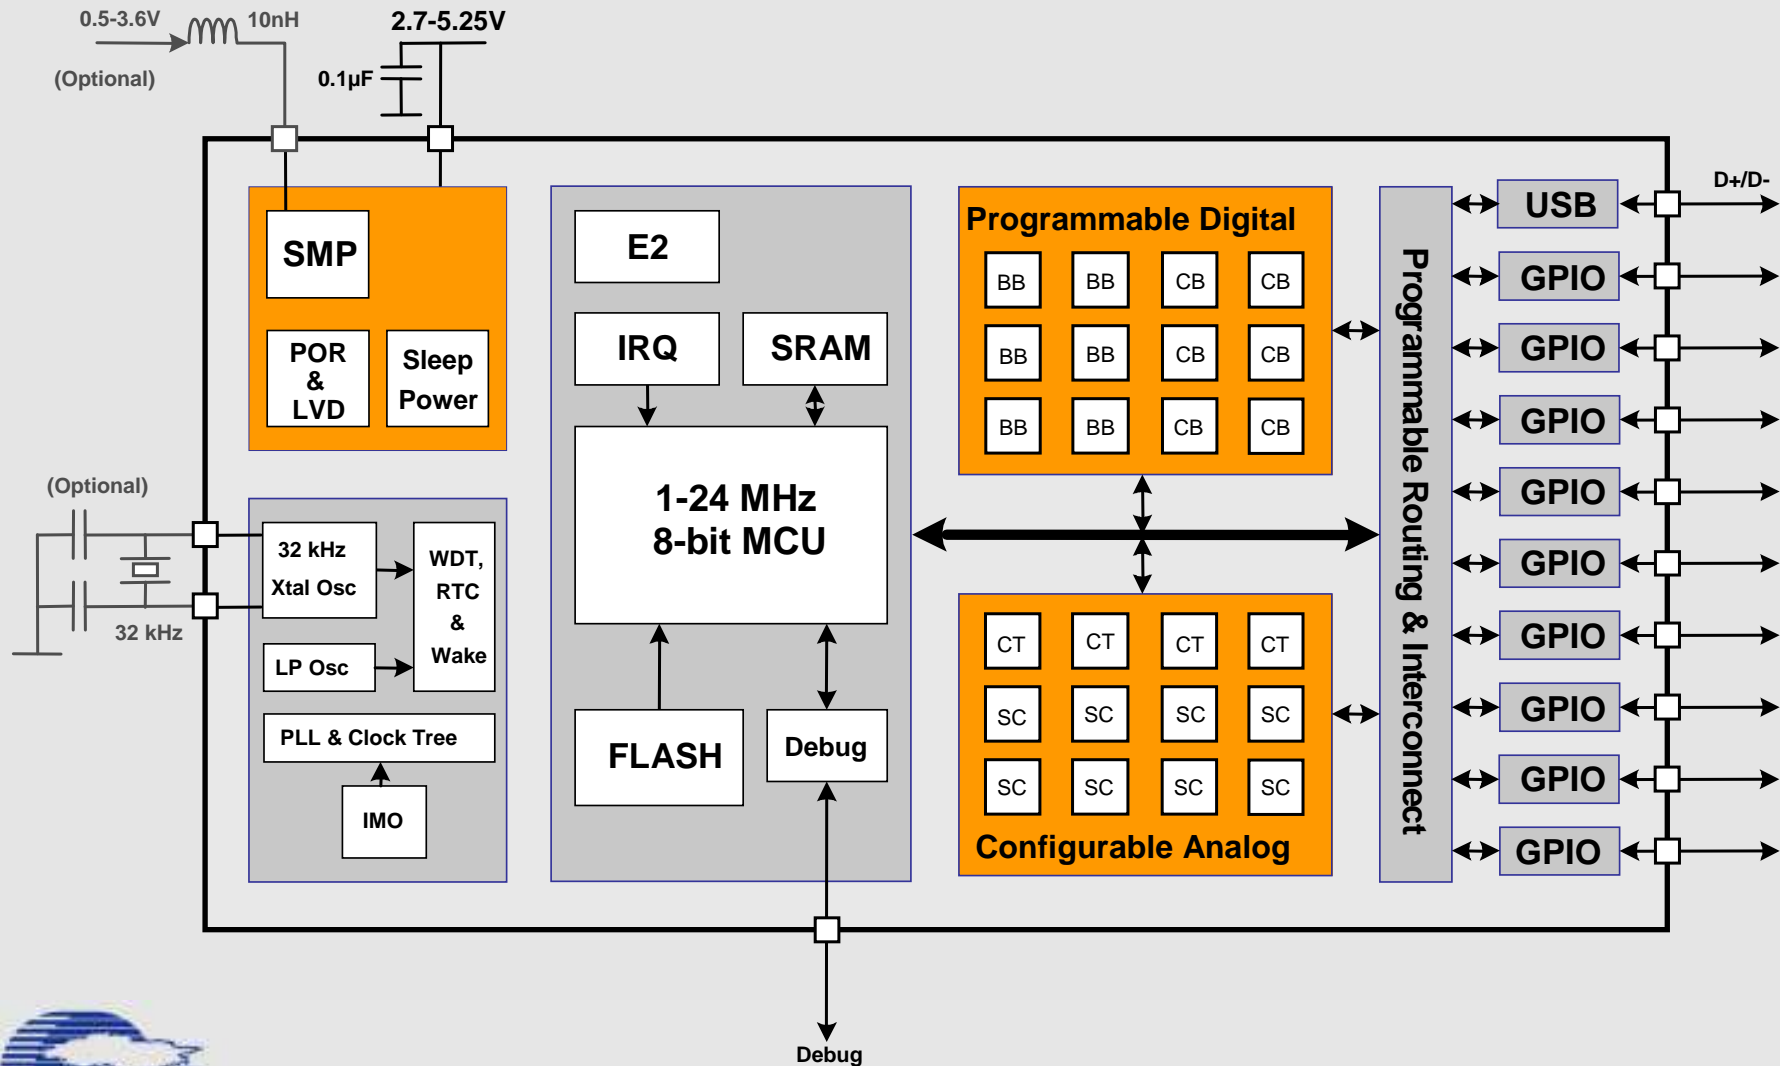 0.5-3.6V
10nH
2.7-5.25V
(Optional)
0.1µF
D+/D-
SMP
POR
&
LVD
Sleep
Power
(Optional)
32 kHz
32 kHz
Xtal Osc
WDT,
RTC
&
Wake
LP Osc
PLL & Clock Tree
IMO
E2
IRQ
SRAM
1-24 MHz
8-bit MCU
FLASH
Debug
Debug
Programmable Digital
BB BB CB CB
BB BB CB CB
BB BB CB CB
CT CT CT CT
SC SC SC SC
SC SC SC SC
Configurable Analog
Programmable Routing & Interconnect
USB
GPIO
GPIO
GPIO
GPIO
GPIO
GPIO
GPIO
GPIO
GPIO